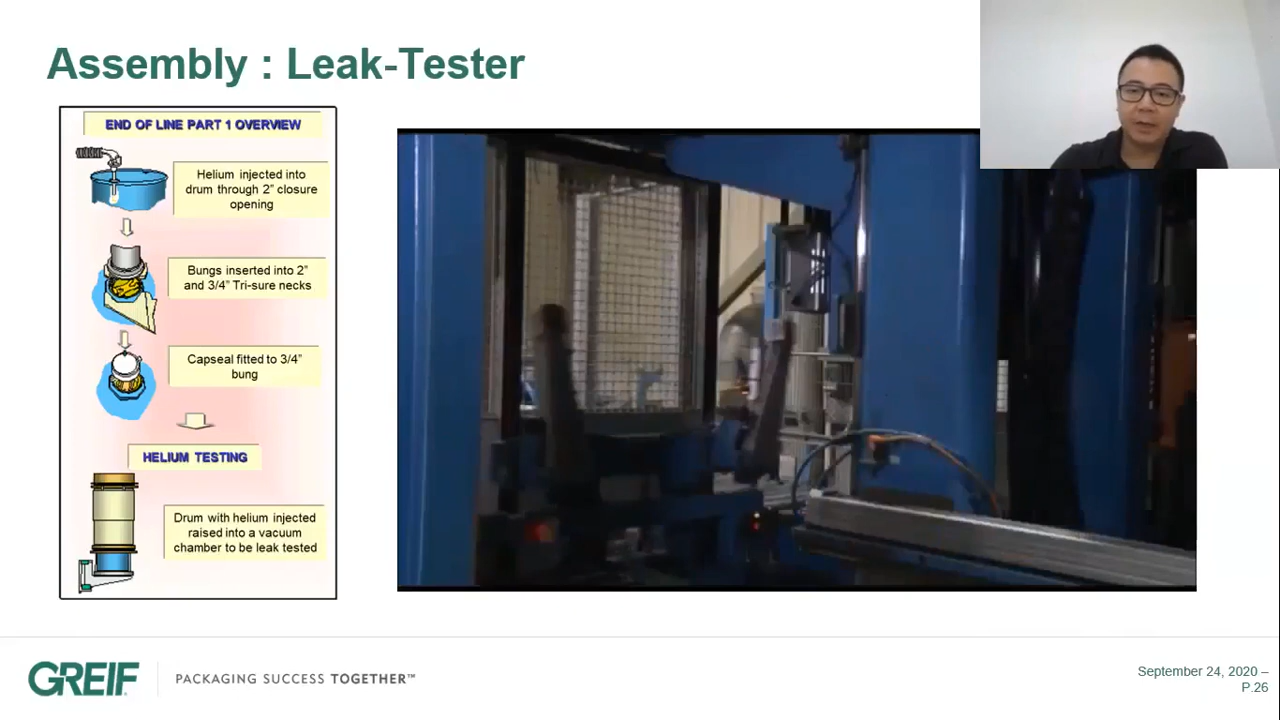 Assembly : Leak-Tester
END OF LINE PART 1 OVERVIEW
Helium injected into
drum through 2” closure
opening
Bungs inserted into 2”
and 3/4” Tri-sure necks
Capseal fitted to 3/4”
bung
HELIUM TESTING
Drum with helium injected
raised into a vacuum
chamber to be leak tested
GREIF
PACKAGING SUCCESS TOGETHER™
September 24, 2020 –
P.26